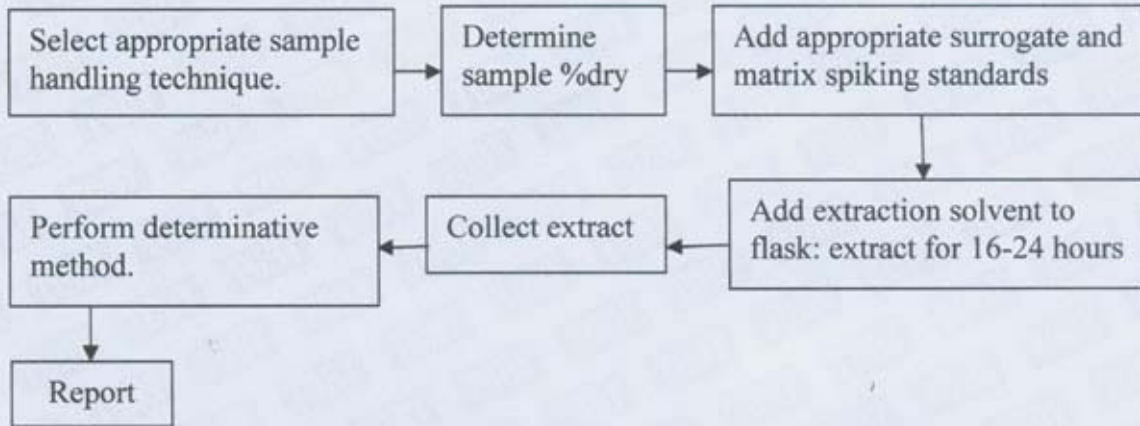 Select appropriate sample
handling technique.
Determine
sample %dry
Add appropriate surrogate and
matrix spiking standards
Add extraction solvent to
flask: extract for 16-24 hours
Collect extract
Perform determinative
method.
Report